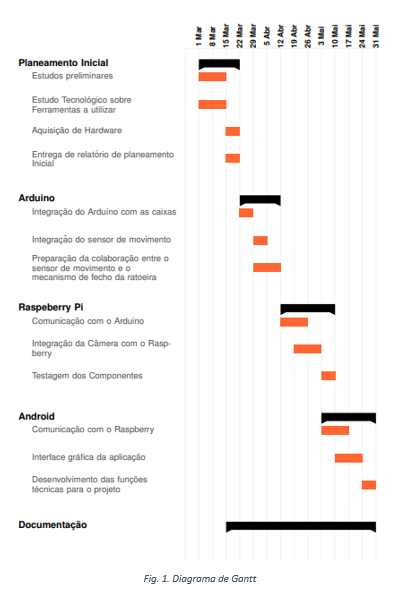 1 Mar
8 Mar
15 Mar
22 Mar
29 Mar
5 Abr
12 Abr
19 Abr
26 Abr
3 Mai
10 Mai
17 Mai
24 Mai
31 Mai
Planeamento Inicial
Estudos preliminares
Estudo Tecnológico sobre
Ferramentas a utilizar
Aquisição de Hardware
Entrega de relatório de planeamento
Inicial
Arduino
Integração do Arduíno com as caixas
Integração do sensor de movimento
Preparação da colaboração entre o
sensor de movimento e o
mecanismo de fecho da ratoeira
Raspeberry Pi
Comunicação com o Arduino
Integração da Câmera com o Rasp-
berry
Testagem dos Componentes
Android
Comunicação com o Raspberry
Interface gráfica da aplicação
Desenvolvimento das funções
técnicas para o projeto
Documentação
Fig. 1. Diagrama de Gantt